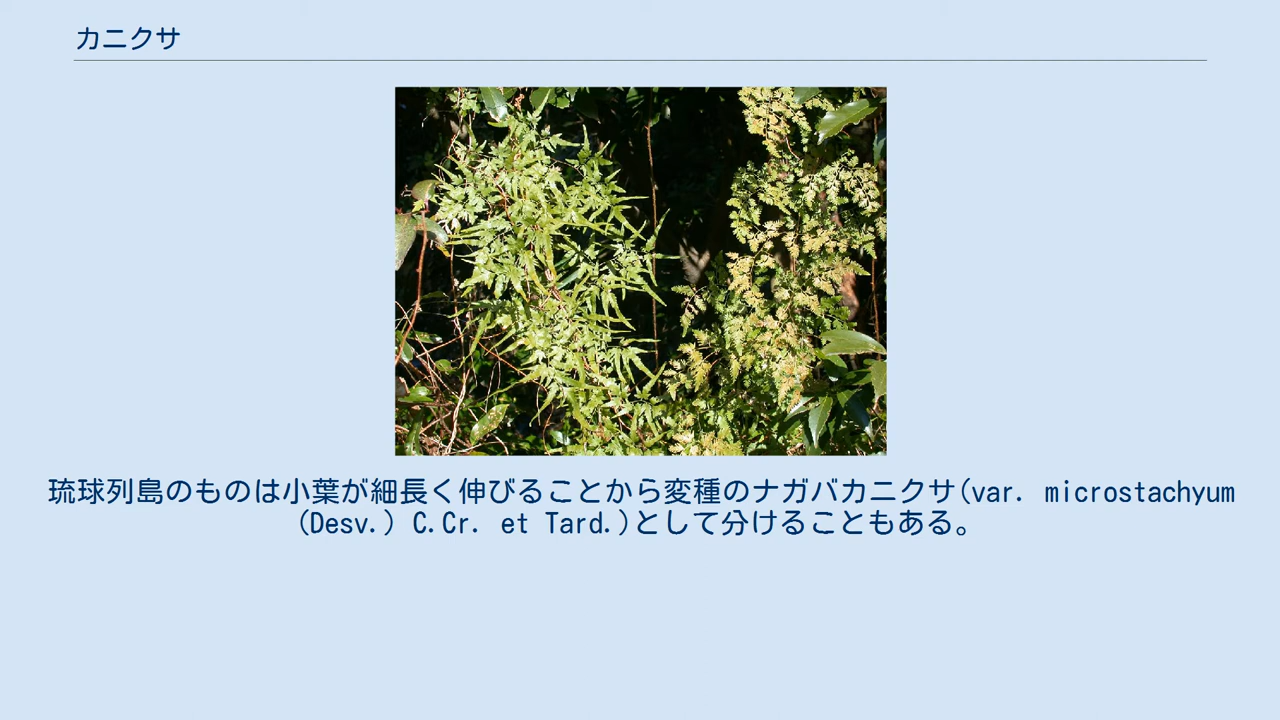 カニクサ
琉球列島のものは小葉が細長く伸びることから変種のナガバカニクサ(var. microstachyum
(Desv.) C.Cr. et Tard.)として分けることもある。